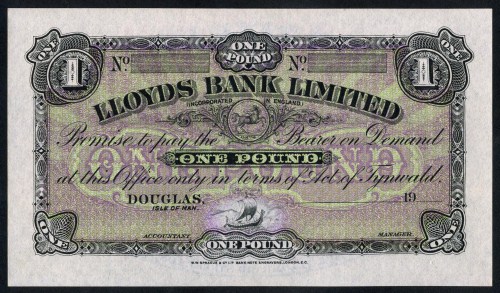 ONE POUND
1 Nº Nº 1
LLOYDS BANK LIMITED
(INCORPORATED IN ENGLAND)
Promise to pay the Bearer on Demand
ONE POUND
ONE POUND
at this Office only in terms of Act of Tynwald.
DOUGLAS. 19
ISLE OF MAN.
ACCOUNTANT MANAGER.
ONE ONE POUND ONE